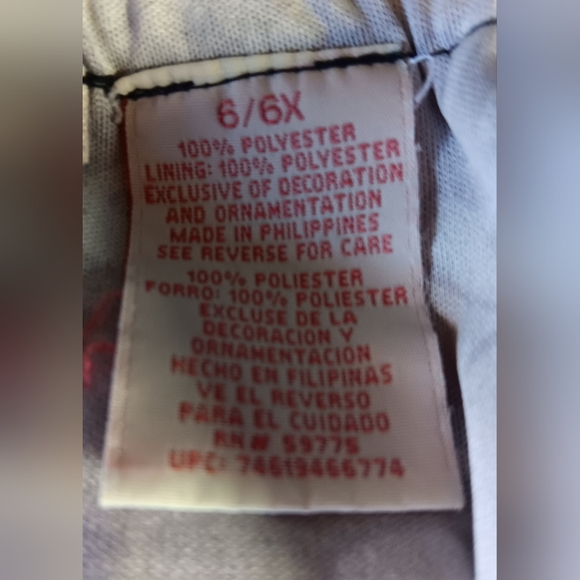 6/6X
100% POLYESTER
LINING: 100% POLYESTER
EXCLUSIVE OF DECORATION
AND ORNAMENTATION
MADE IN PHILIPPINES
SEE REVERSE FOR CARE
100% POLIESTER
FORRO: 100% POLIESTER
EXCLUSE DE LA
DECORACION Y
ORNAMENTACION
HECHO EN FILIPINAS
VE EL REVERSO
PARA EL CUIDADO
RN# 59775
UPC: 74619466774